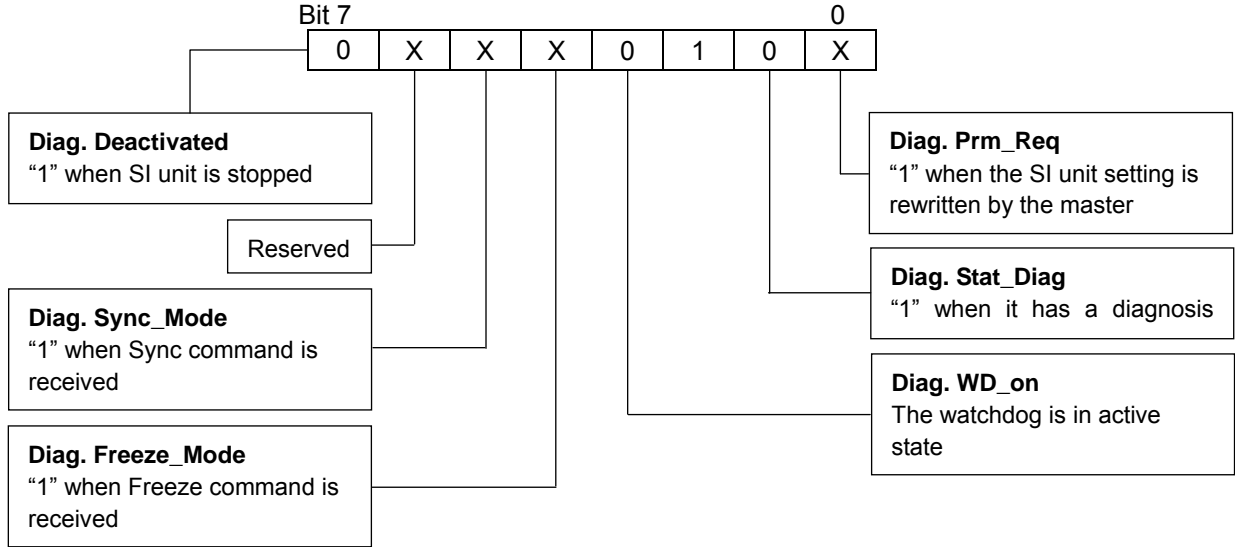 Bit 7 0
0 X X X 0 1 0 X
Diag. Deactivated
“1” when SI unit is stopped
Reserved
Diag. Sync_Mode
“1” when Sync command is
received
Diag. Freeze_Mode
“1” when Freeze command is
received
Diag. Prm_Req
“1” when the SI unit setting is
rewritten by the master
Diag. Stat_Diag
“1” when it has a diagnosis
Diag. WD_on
The watchdog is in active
state